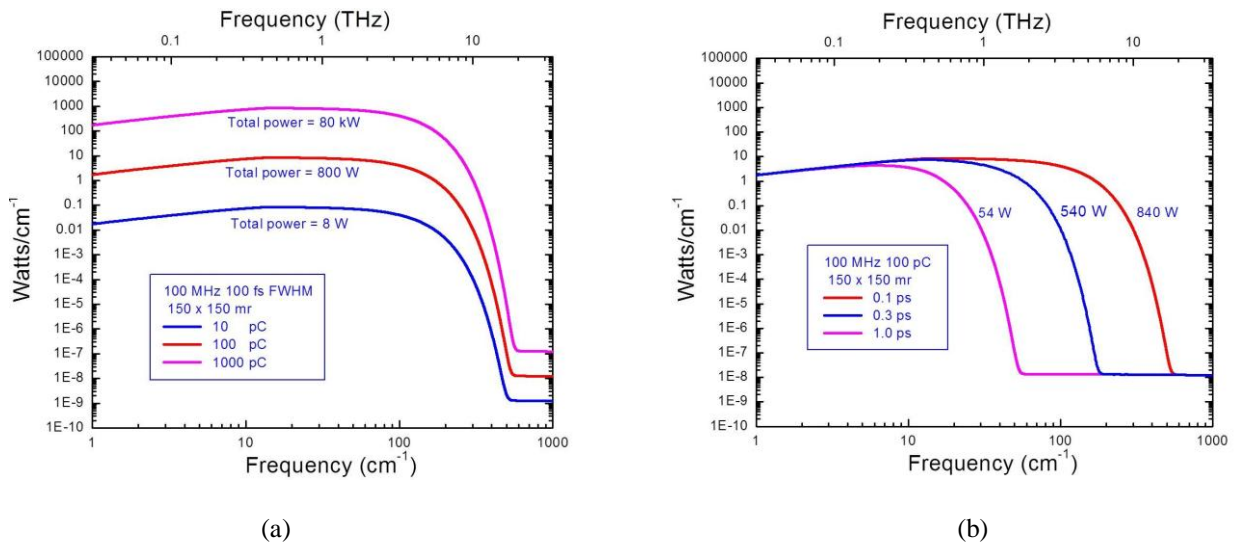 Frequency (THz)
0.1 1 10
100000
10000
1000
100
10
1
0.1
0.01
1E-3
1E-4
1E-5
1E-6
1E-7
1E-8
1E-9
1E-10
Watts/cm⁻¹
Total power = 80 kW
Total power = 800 W
Total power = 8 W
100 MHz 100 fs FWHM
150 x 150 mr
10 pC
100 pC
1000 pC
1 10 100 1000
Frequency (cm⁻¹)
(a)
Frequency (THz)
0.1 1 10
100000
10000
1000
100
10
1
0.1
0.01
1E-3
1E-4
1E-5
1E-6
1E-7
1E-8
1E-9
1E-10
Watts/cm⁻¹
54 W 540 W 840 W
100 MHz 100 pC
150 x 150 mr
0.1 ps
0.3 ps
1.0 ps
1 10 100 1000
Frequency (cm⁻¹)
(b)